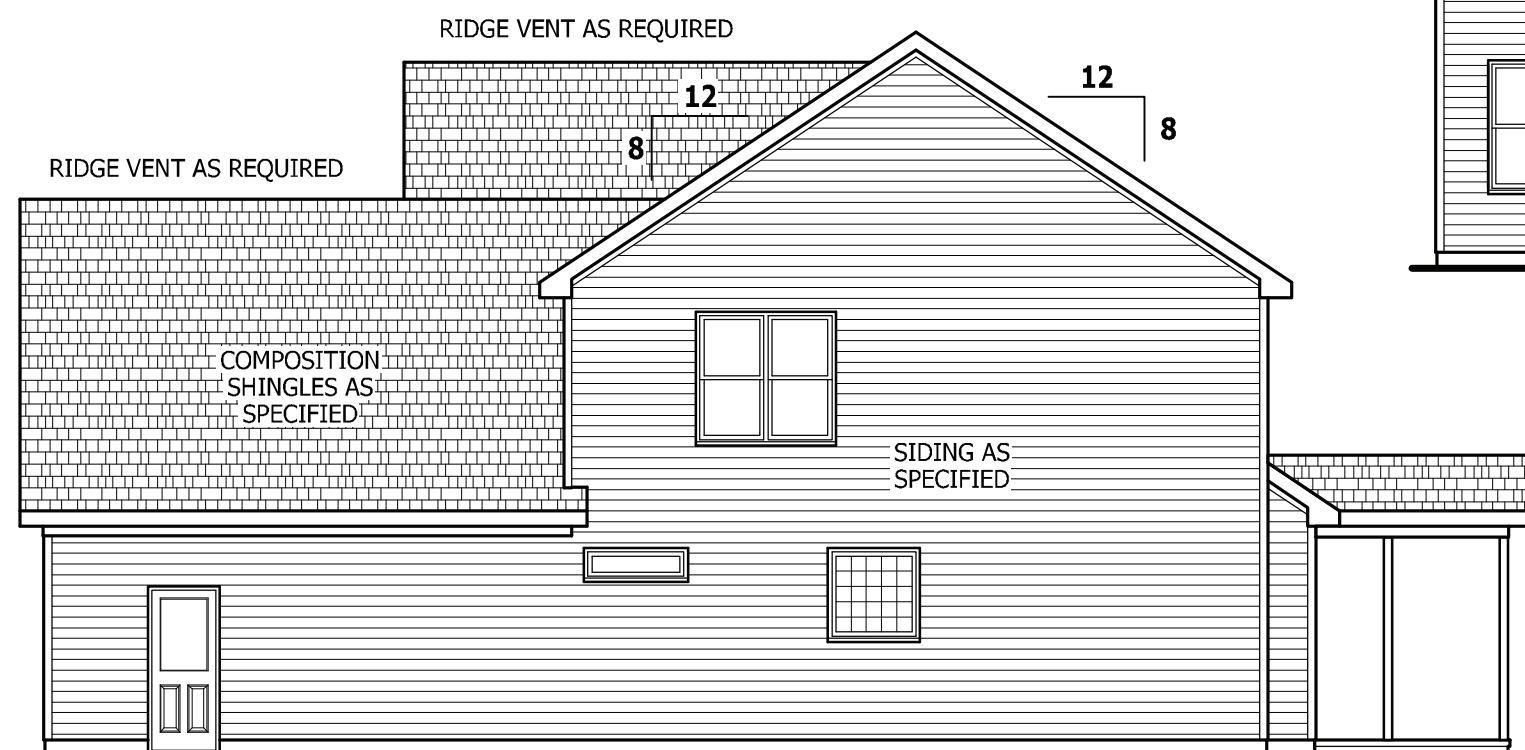 RIDGE VENT AS REQUIRED
12
8
12
8
RIDGE VENT AS REQUIRED
COMPOSITION
SHINGLES AS
SPECIFIED
SIDING AS
SPECIFIED